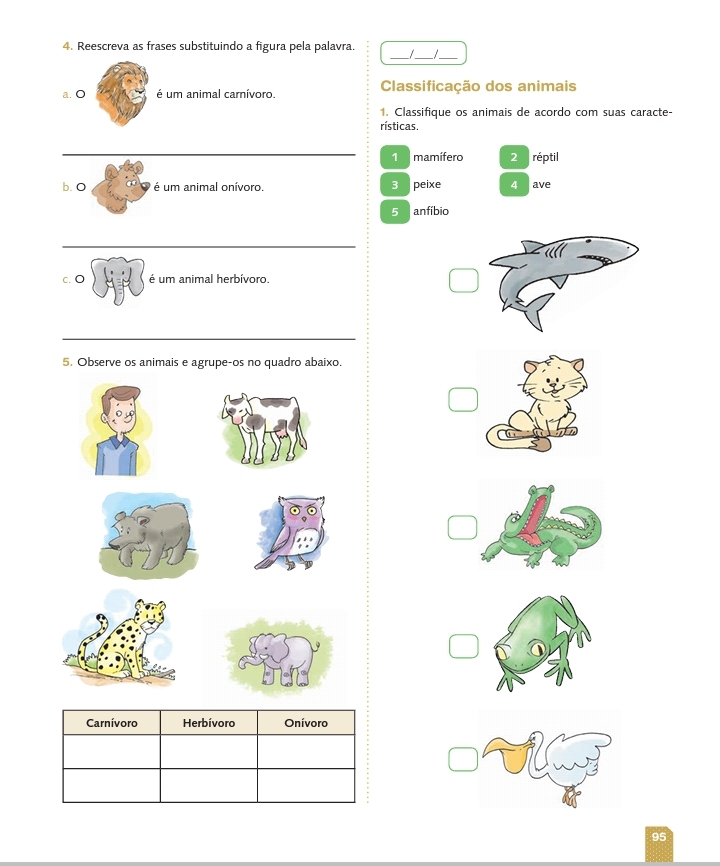 4. Reescreva as frases substituindo a figura pela palavra.
a. O é um animal carnívoro.
b. O é um animal onívoro.
c. O é um animal herbívoro.
5. Observe os animais e agrupe-os no quadro abaixo.
Carnívoro Herbívoro Onívoro
___/___/___
Classificação dos animais
1. Classifique os animais de acordo com suas caracte-
rísticas.
1 mamífero 2 réptil
3 peixe 4 ave
5 anfíbio
95